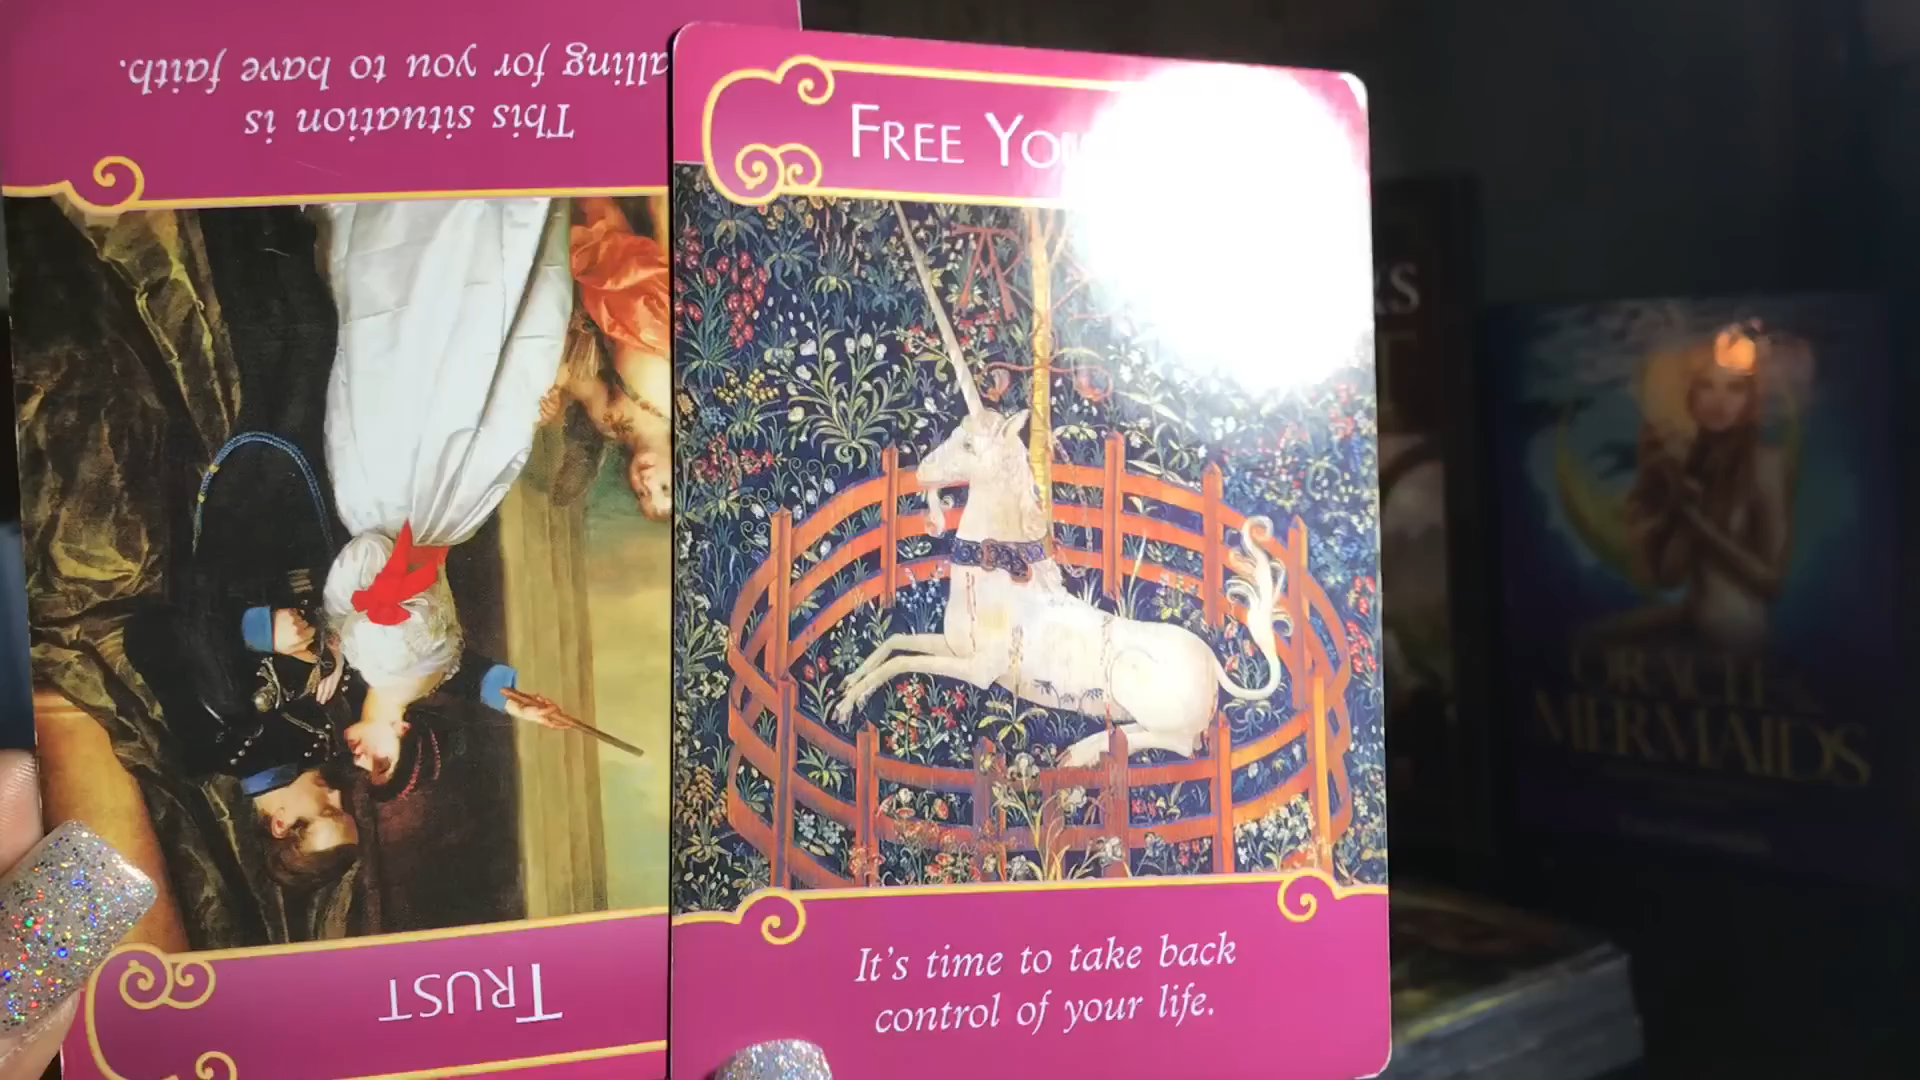 This situation is
alling for you to have faith.
TRUST
FREE YOU
It's time to take back
control of your life.
ORACLE
MERMAIDS